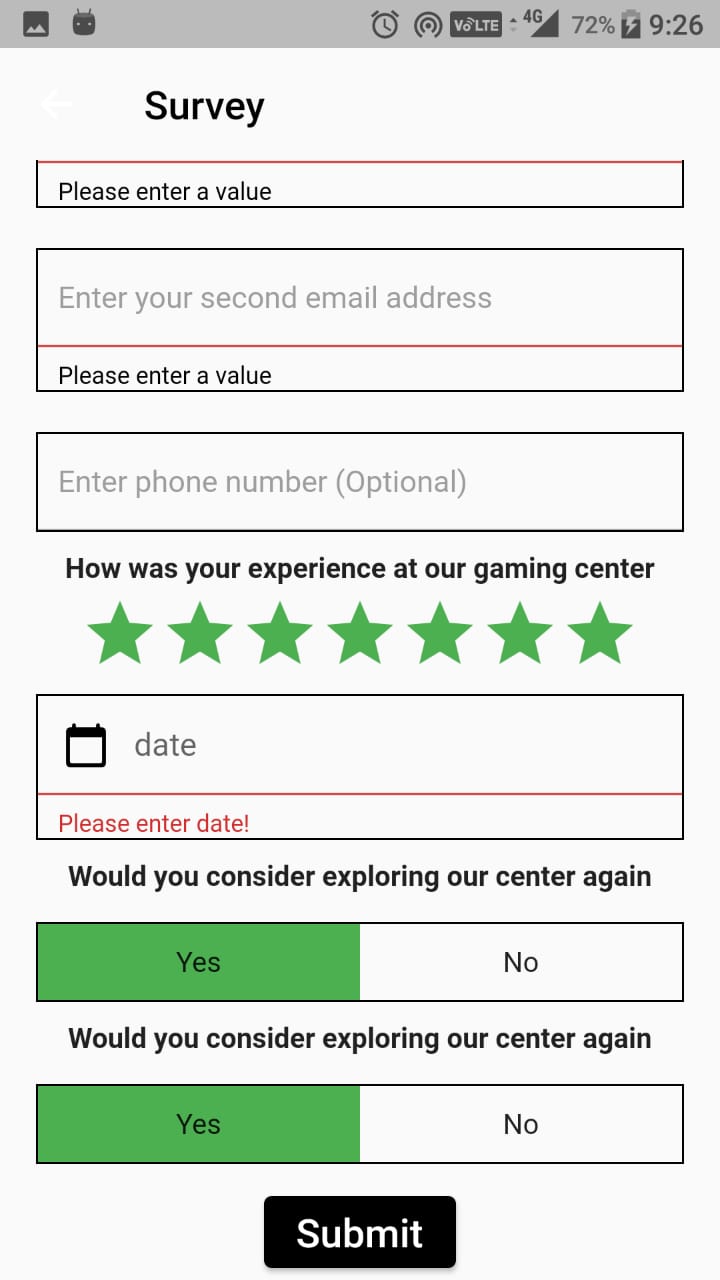 VoLTE 4G 72% 9:26
Survey
Please enter a value
Enter your second email address
Please enter a value
Enter phone number (Optional)
How was your experience at our gaming center
date
Please enter date!
Would you consider exploring our center again
Yes No
Would you consider exploring our center again
Yes No
Submit